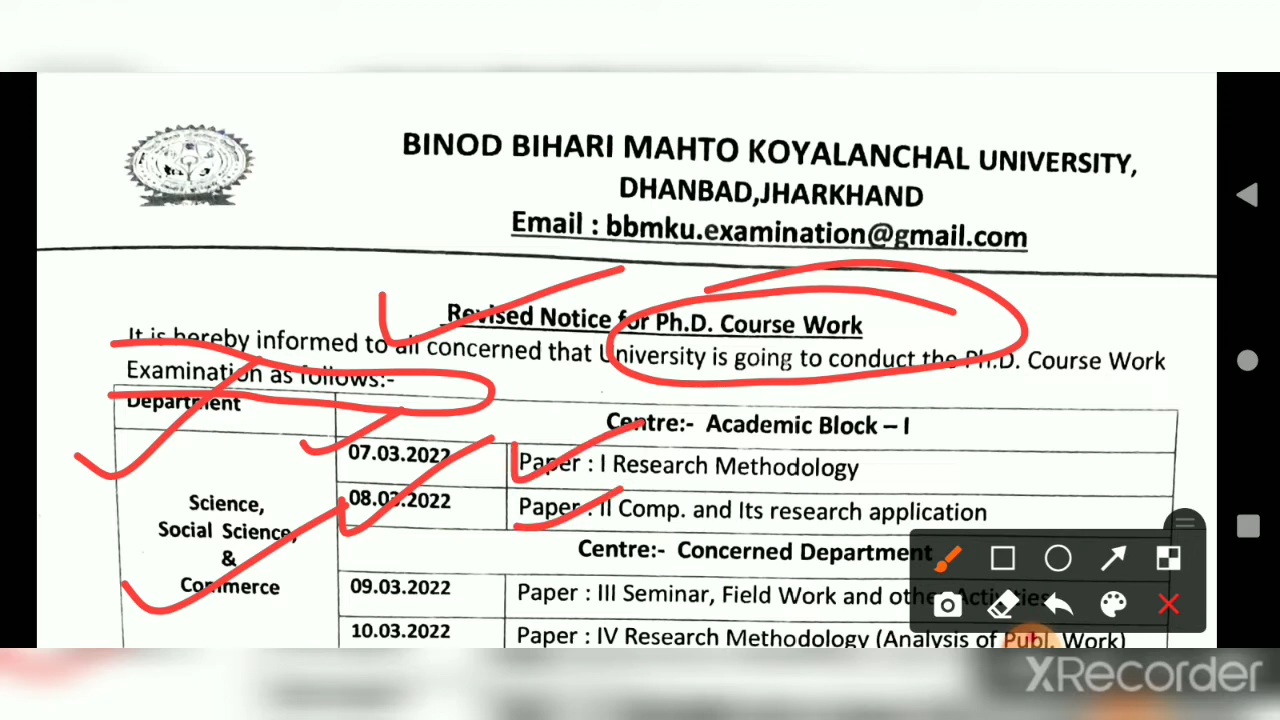 BINOD BIHARI MAHTO KOYALANCHAL UNIVERSITY,
DHANBAD,JHARKHAND
Email : bbmku.examination@gmail.com
Revised Notice for Ph.D. Course Work
It is hereby informed to all concerned that University is going to conduct the Ph.D. Course Work
Examination as follows:-
Department
Centre:- Academic Block – I
07.03.2022 Paper : I Research Methodology
08.03.2022 Paper : II Comp. and Its research application
Science,
Social Science,
&
Commerce
Centre:- Concerned Department
09.03.2022 Paper : III Seminar, Field Work and other Activities
10.03.2022 Paper : IV Research Methodology (Analysis of Publ. Work)
XRecorder